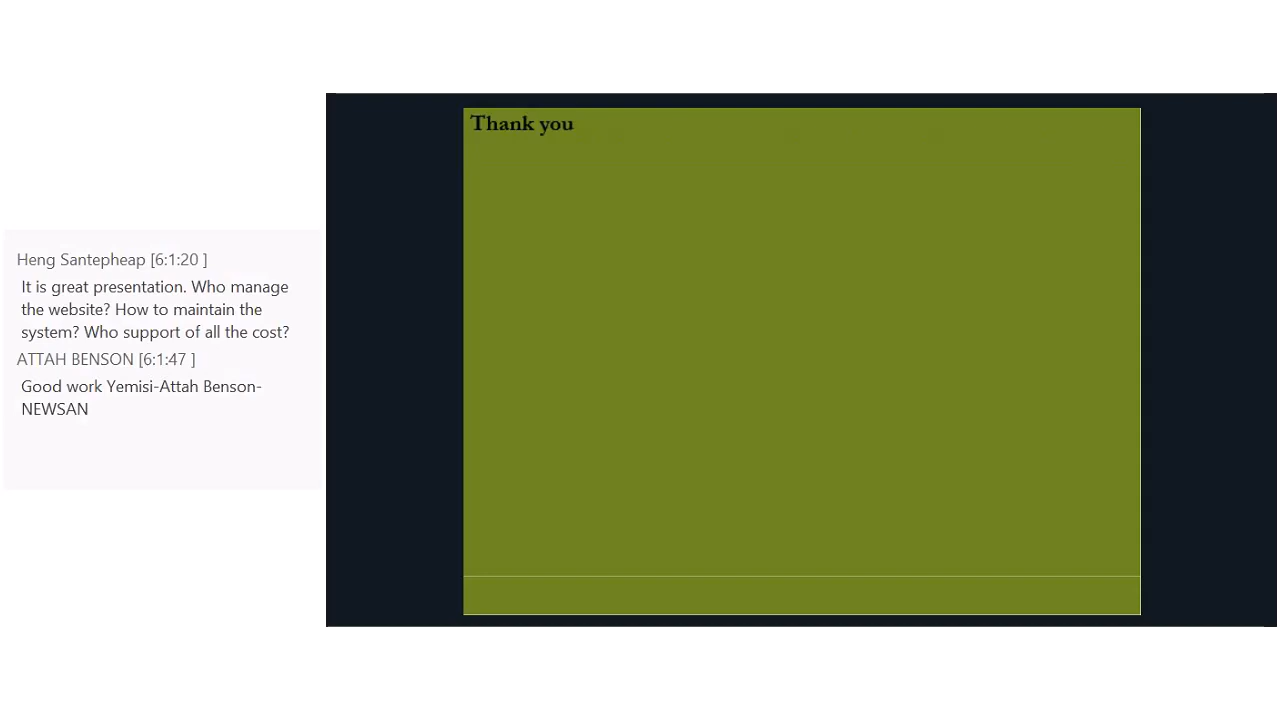 Heng Santepheap [6:1:20 ]
It is great presentation. Who manage
the website? How to maintain the
system? Who support of all the cost?
ATTAH BENSON [6:1:47 ]
Good work Yemisi-Attah Benson-
NEWSAN
Thank you